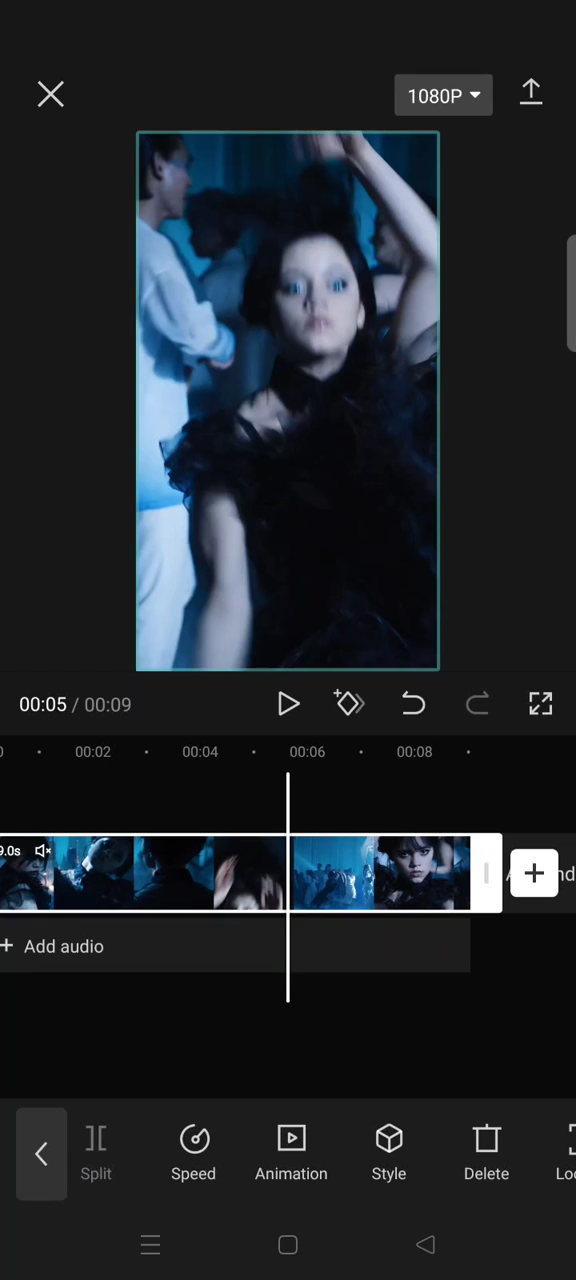 1080P
00:05 / 00:09
00:02
00:04
00:06
00:08
9.0s
+ Add audio
Split
Speed
Animation
Style
Delete